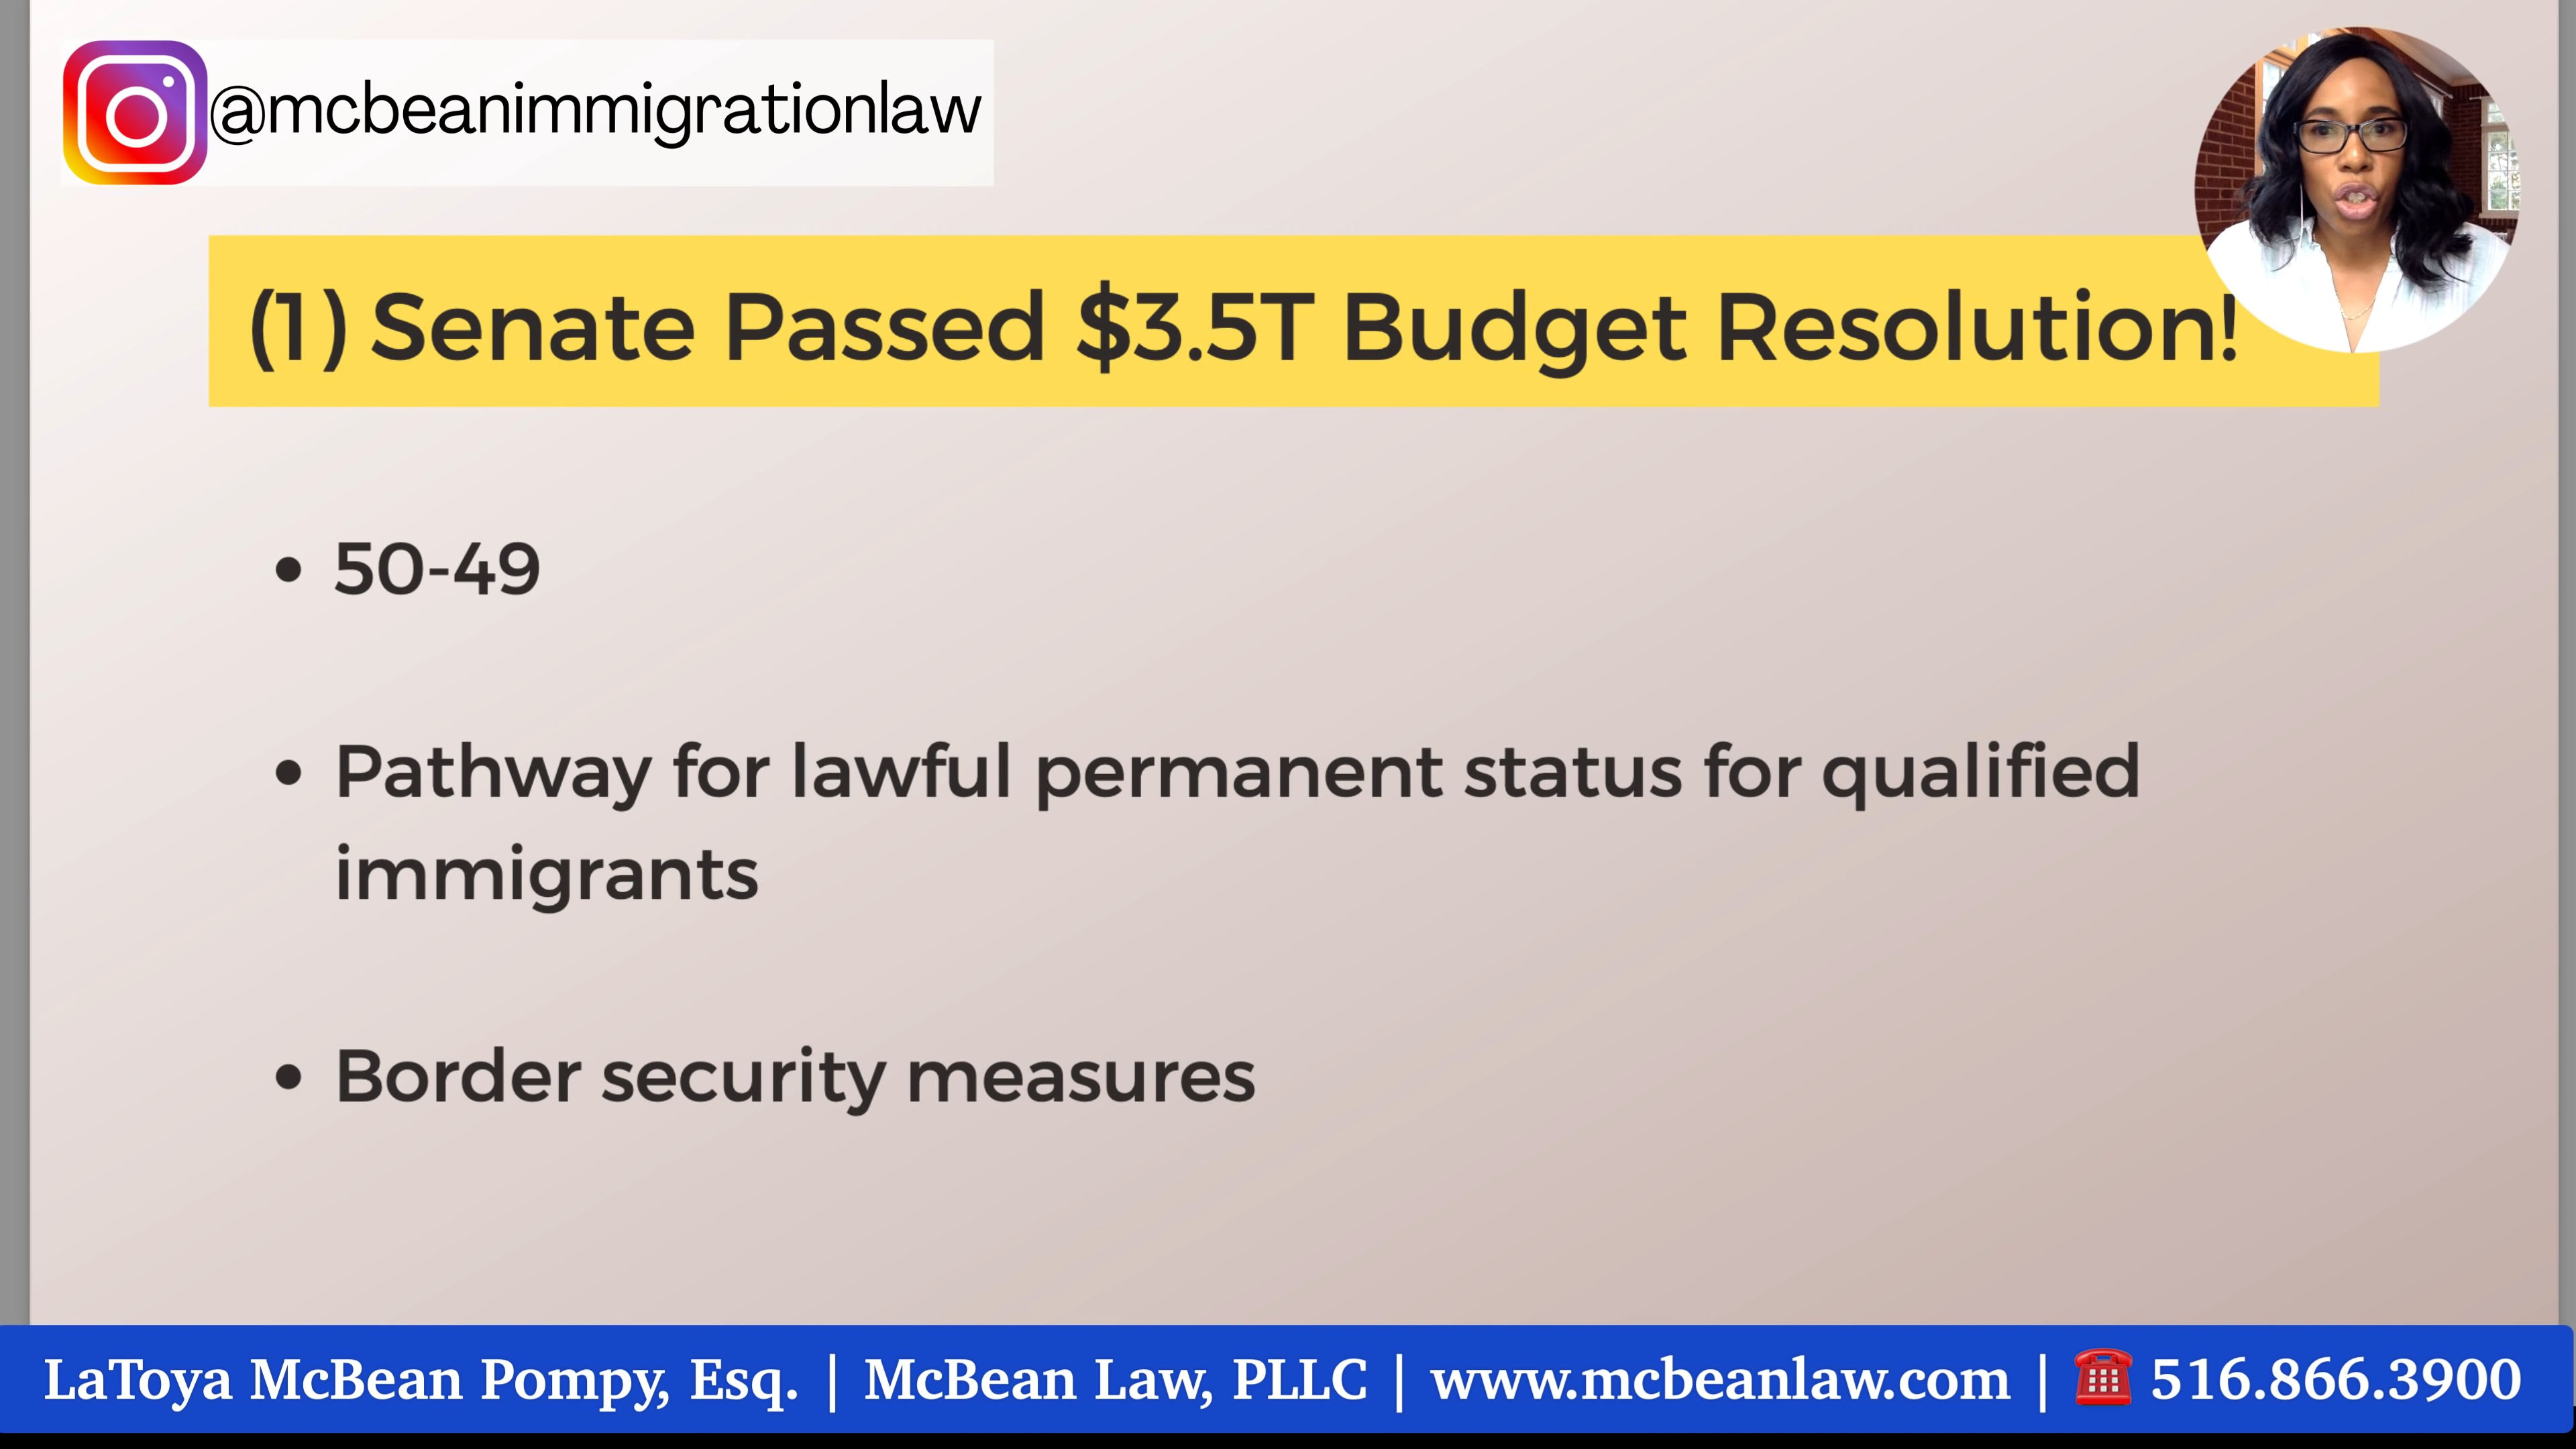 @mcbeanimmigrationlaw
(1) Senate Passed $3.5T Budget Resolution!
• 50-49
• Pathway for lawful permanent status for qualified
immigrants
• Border security measures
LaToya McBean Pompy, Esq. | McBean Law, PLLC | www.mcbeanlaw.com | ☎️ 516.866.3900